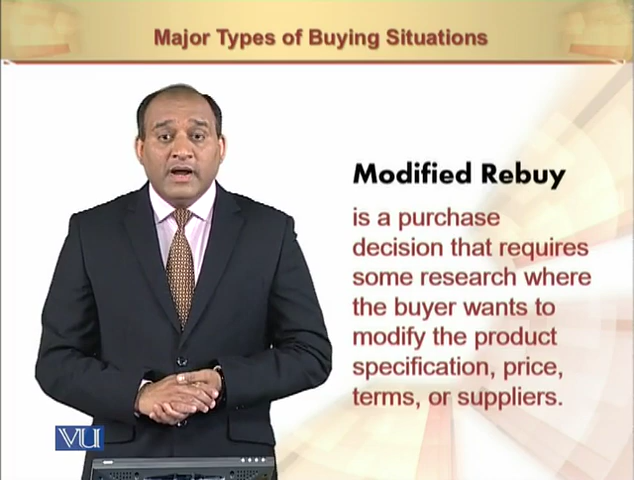 Major Types of Buying Situations
Modified Rebuy
is a purchase
decision that requires
some research where
the buyer wants to
modify the product
specification, price,
terms, or suppliers.
VU